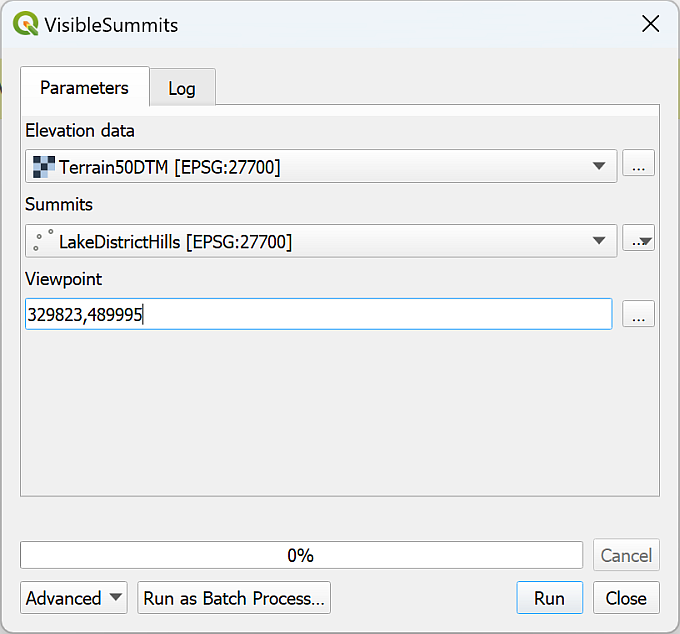 VisibleSummits
Parameters
Log
Elevation data
Terrain50DTM [EPSG:27700]
...
Summits
LakeDistrictHills [EPSG:27700]
...
Viewpoint
329823,489995
...
0%
Cancel
Advanced
Run as Batch Process...
Run
Close